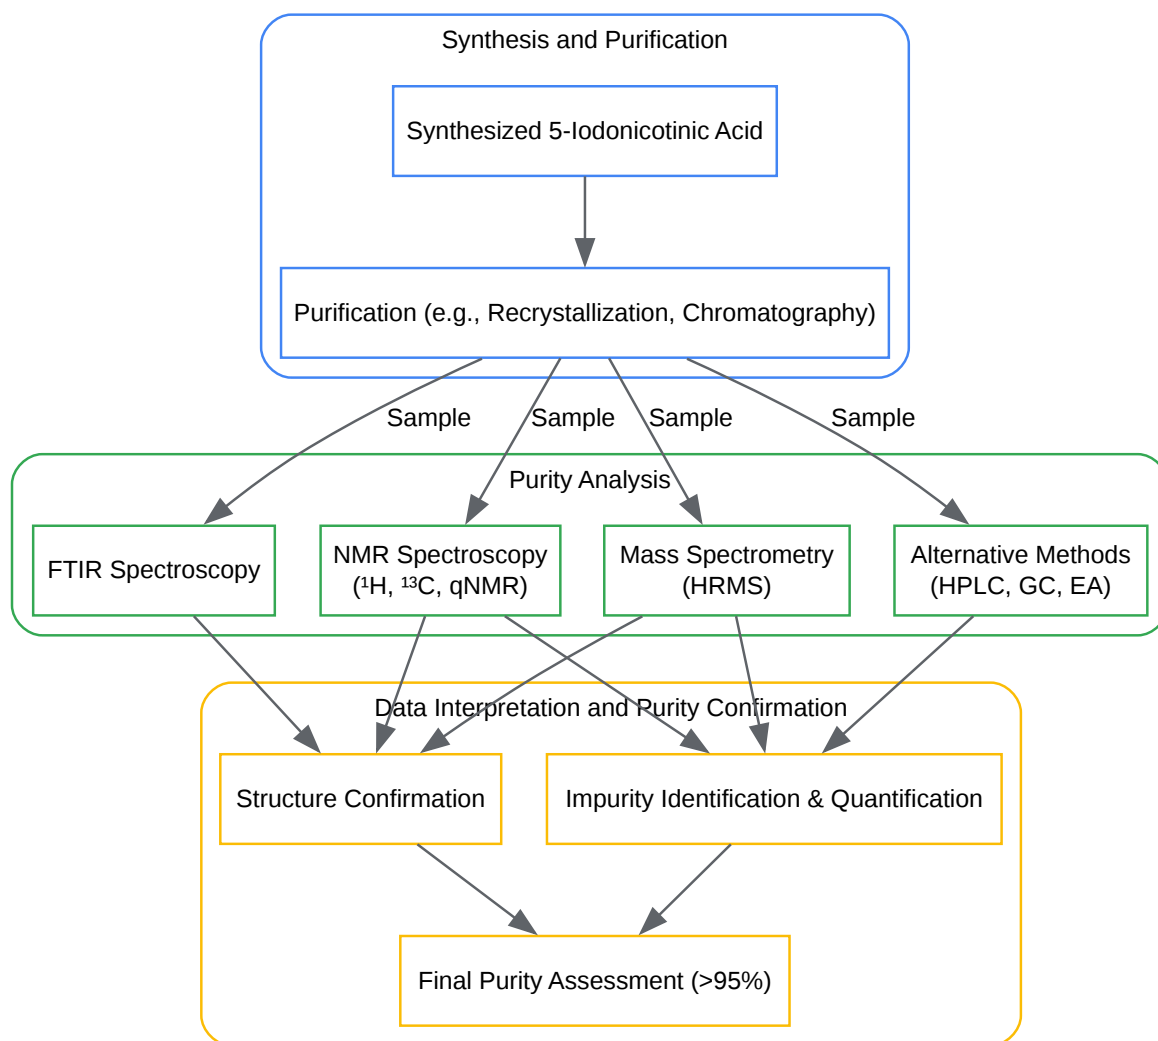 Synthesis and Purification
Synthesized 5-Iodonicotinic Acid
Purification (e.g., Recrystallization, Chromatography)
Sample
Sample
Sample
Sample
Purity Analysis
FTIR Spectroscopy
NMR Spectroscopy
(¹H, ¹³C, qNMR)
Mass Spectrometry
(HRMS)
Alternative Methods
(HPLC, GC, EA)
Data Interpretation and Purity Confirmation
Structure Confirmation
Impurity Identification & Quantification
Final Purity Assessment (>95%)